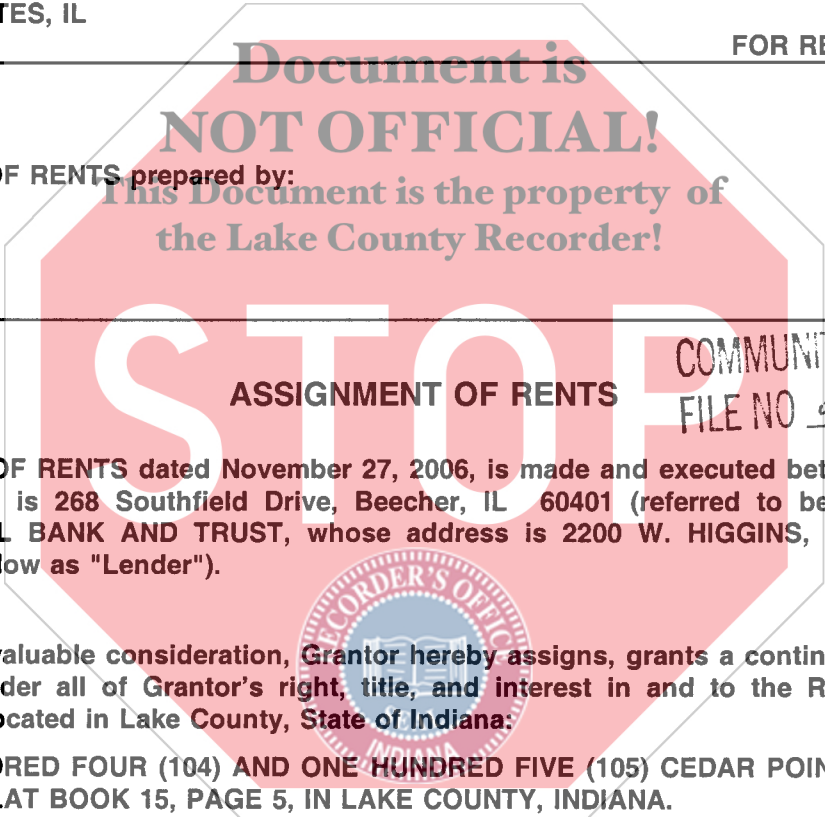 TES, IL
FOR RE
Document is
NOT OFFICIAL!
OF RENTS prepared by:
This Document is the property of
the Lake County Recorder!
STOP
COMMUNIT
ASSIGNMENT OF RENTS
FILE NO
OF RENTS dated November 27, 2006, is made and executed bet
is 268 Southfield Drive, Beecher, IL 60401 (referred to be
L BANK AND TRUST, whose address is 2200 W. HIGGINS,
low as "Lender").
RECORDER'S OFFIC
valuable consideration, Grantor hereby assigns, grants a contin
der all of Grantor's right, title, and interest in and to the R
ocated in Lake County, State of Indiana:
INDIANA
RED FOUR (104) AND ONE HUNDRED FIVE (105) CEDAR POIN
LAT BOOK 15, PAGE 5, IN LAKE COUNTY, INDIANA.